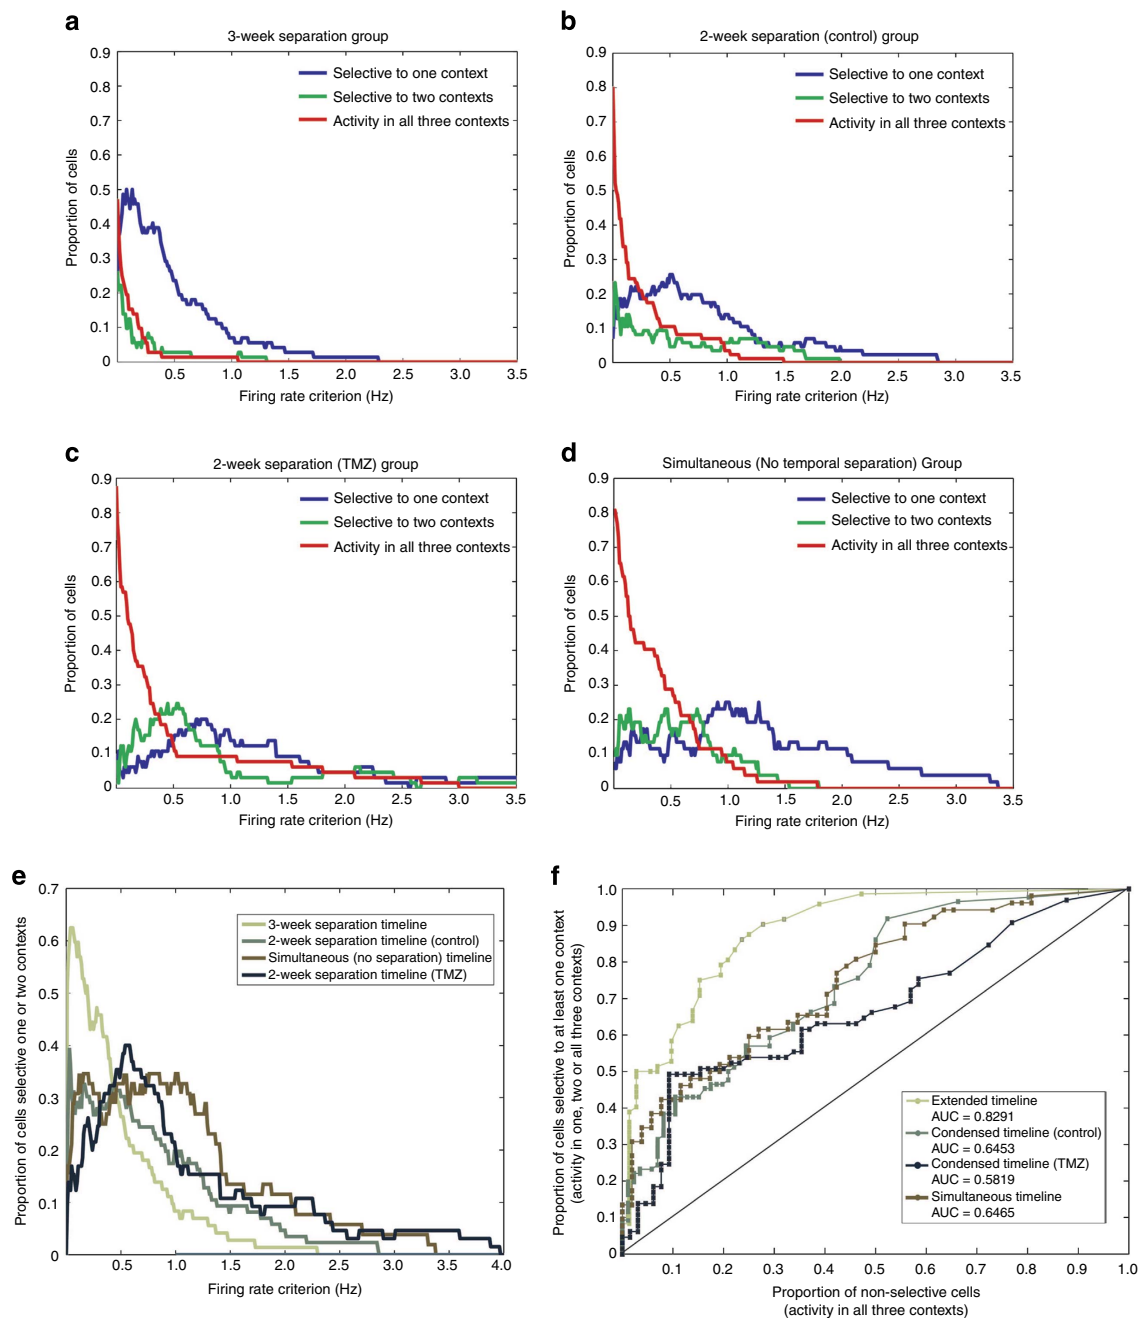 a
3-week separation group
Selective to one context
Selective to two contexts
Activity in all three contexts
Proportion of cells
0.9
0.8
0.7
0.6
0.5
0.4
0.3
0.2
0.1
0
0.5
1.0
1.5
2.0
2.5
3.0
3.5
Firing rate criterion (Hz)
b
2-week separation (control) group
Selective to one context
Selective to two contexts
Activity in all three contexts
Proportion of cells
0.9
0.8
0.7
0.6
0.5
0.4
0.3
0.2
0.1
0
0.5
1.0
1.5
2.0
2.5
3.0
3.5
Firing rate criterion (Hz)
c
2-week separation (TMZ) group
Selective to one context
Selective to two contexts
Activity in all three contexts
Proportion of cells
0.9
0.8
0.7
0.6
0.5
0.4
0.3
0.2
0.1
0
0.5
1.0
1.5
2.0
2.5
3.0
3.5
Firing rate criterion (Hz)
d
Simultaneous (No temporal separation) Group
Selective to one context
Selective to two contexts
Activity in all three contexts
Proportion of cells
0.9
0.8
0.7
0.6
0.5
0.4
0.3
0.2
0.1
0
0.5
1.0
1.5
2.0
2.5
3.0
3.5
Firing rate criterion (Hz)
e
3-week separation timeline
2-week separation timeline (control)
Simultaneous (no separation) timeline
2-week separation timeline (TMZ)
Proportion of cells selective one or two contexts
0.7
0.6
0.5
0.4
0.3
0.2
0.1
0
0.5
1.0
1.5
2.0
2.5
3.0
3.5
4.0
Firing rate criterion (Hz)
f
Proportion of cells selective to at least one context
(activity in one, two or all three contexts)
1.0
0.9
0.8
0.7
0.6
0.5
0.4
0.3
0.2
0.1
0
Extended timeline
AUC = 0.8291
Condensed timeline (control)
AUC = 0.6453
Condensed timeline (TMZ)
AUC = 0.5819
Simultaneous timeline
AUC = 0.6465
0.1
0.2
0.3
0.4
0.5
0.6
0.7
0.8
0.9
1.0
Proportion of non-selective cells
(activity in all three contexts)